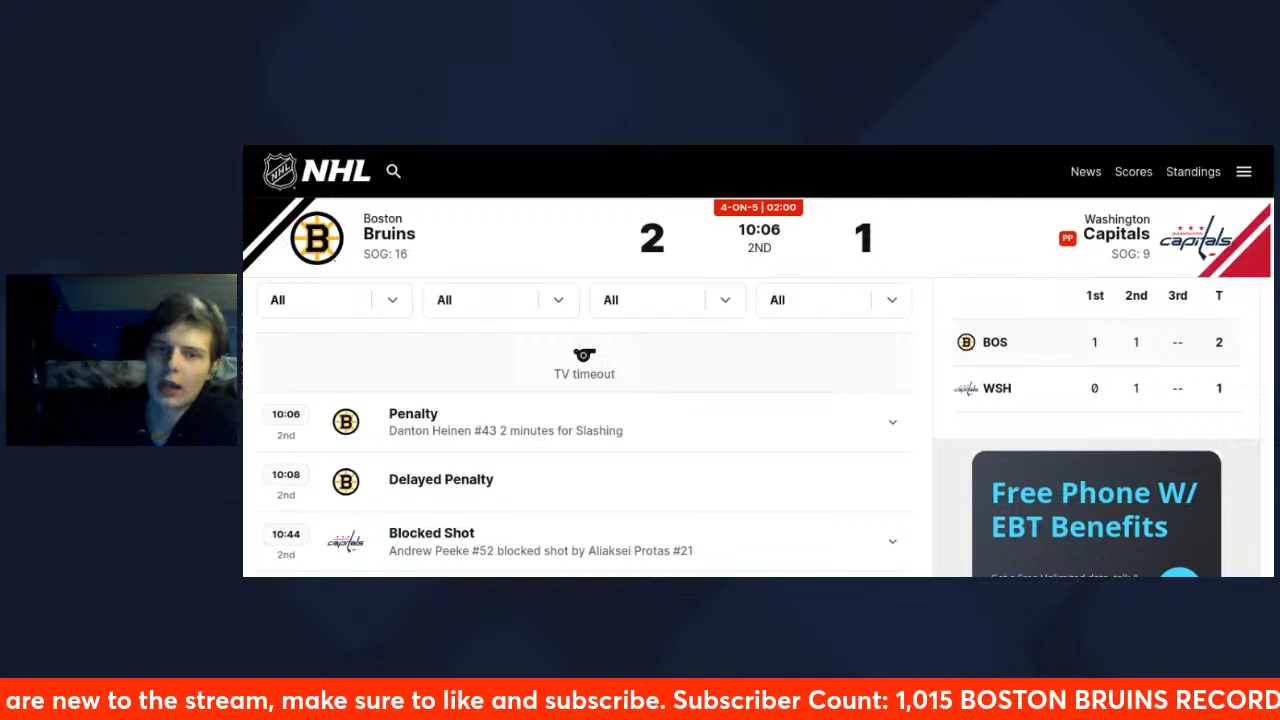 NHL
NHL
News Scores Standings
Boston
Bruins
SOG: 16
B
2
4-ON-5 | 02:00
10:06
2ND
1
PP
Washington
Capitals
SOG: 9
capitals
All All All All
TV timeout
10:06
2nd
B
Penalty
Danton Heinen #43 2 minutes for Slashing
10:08
2nd
B
Delayed Penalty
10:44
2nd
capitals
Blocked Shot
Andrew Peeke #52 blocked shot by Aliaksei Protas #21
1st 2nd 3rd T
B BOS 1 1 -- 2
capitals WSH 0 1 -- 1
Free Phone W/
EBT Benefits
are new to the stream, make sure to like and subscribe. Subscriber Count: 1,015 BOSTON BRUINS RECORD